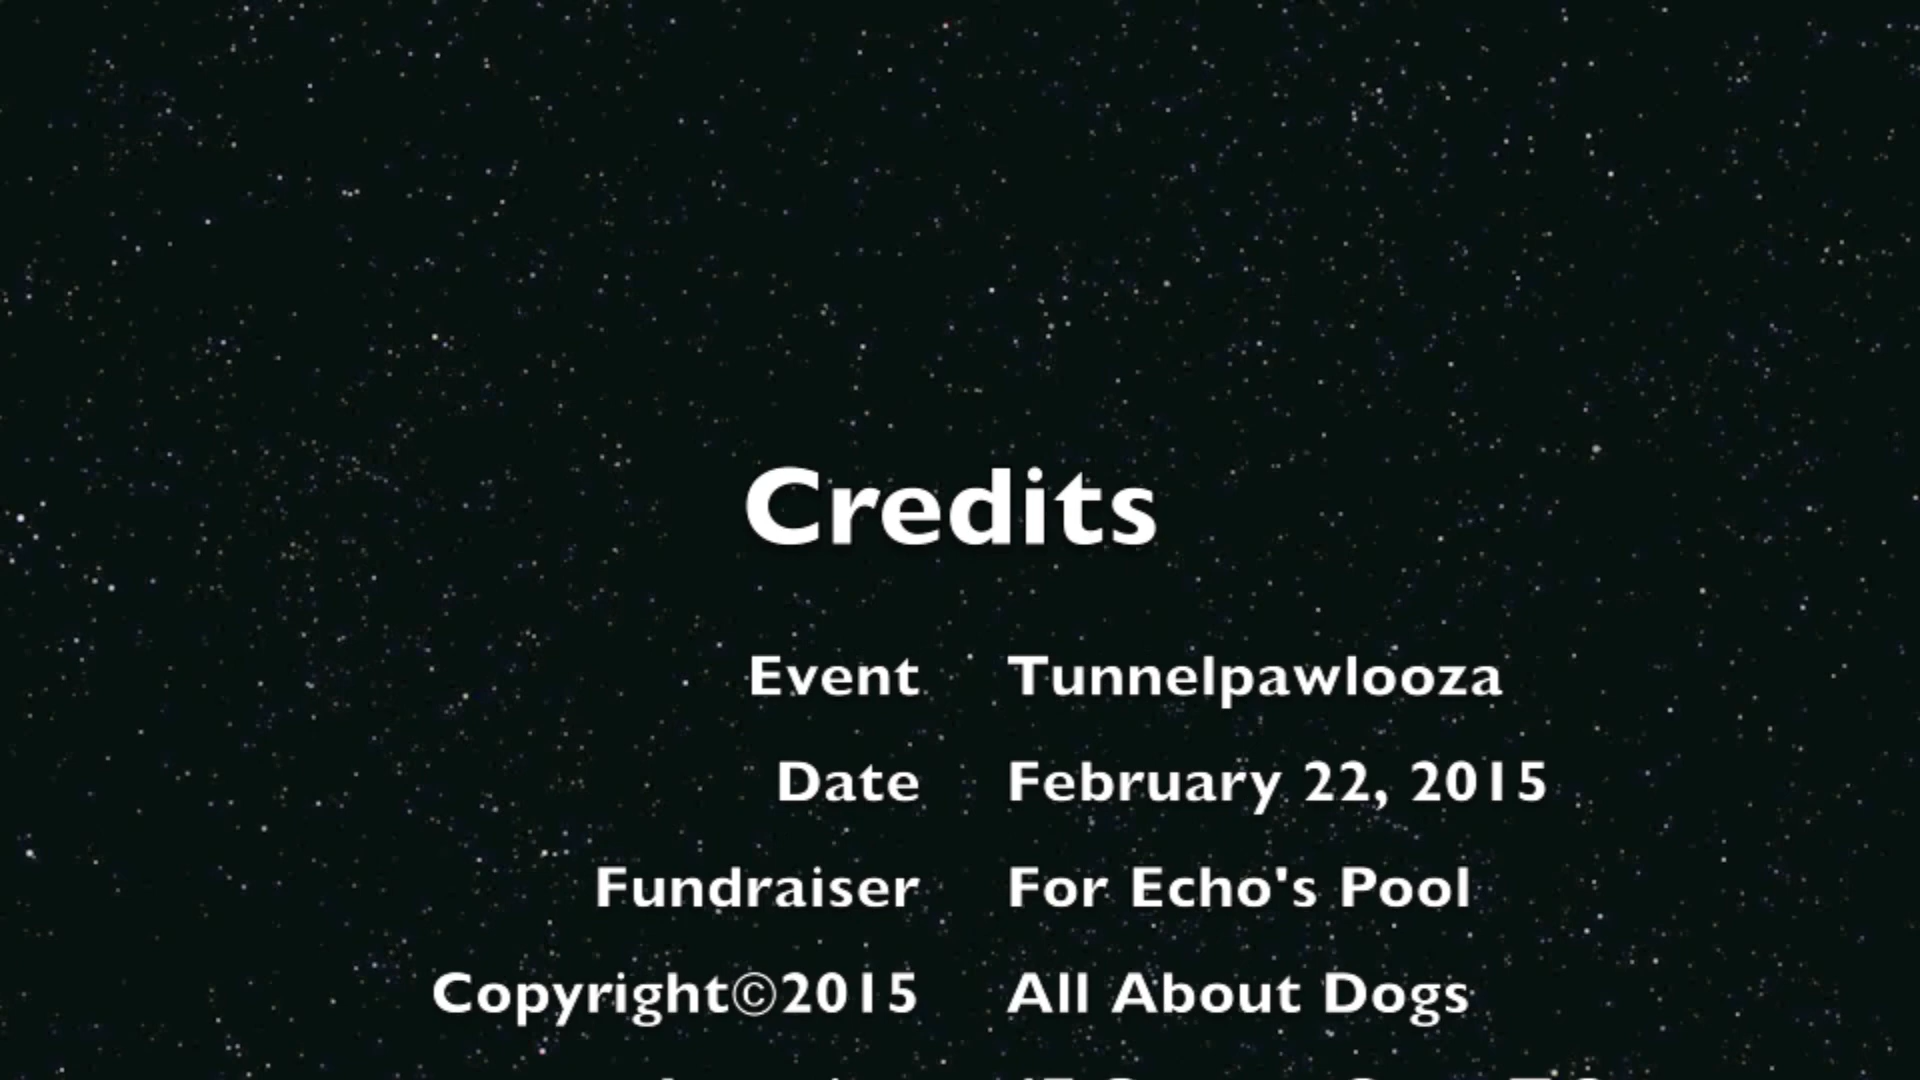 Credits
Event Tunnelpawlooza
Date February 22, 2015
Fundraiser For Echo's Pool
Copyright©2015 All About Dogs